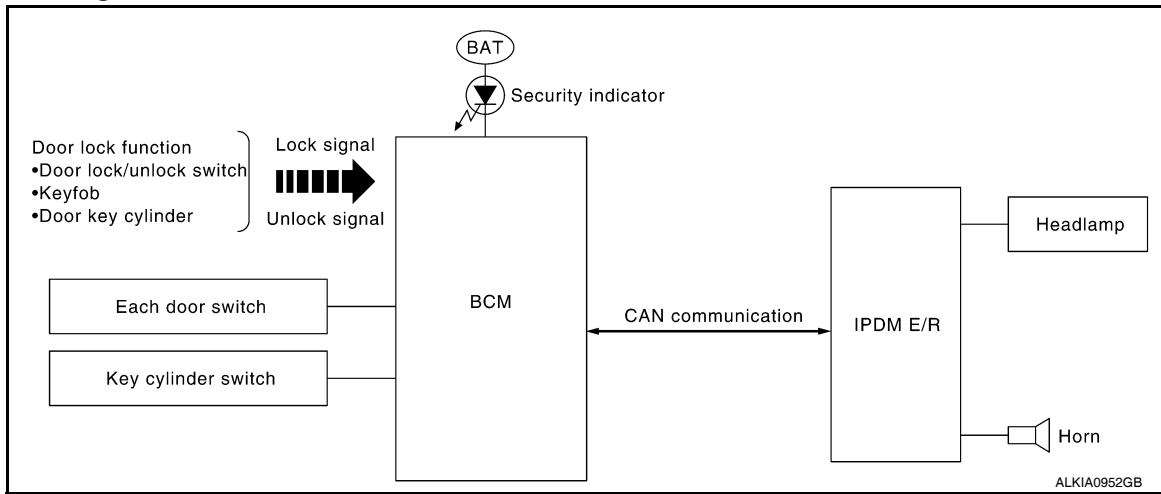 BAT
Security indicator
Door lock function
•Door lock/unlock switch
•Keyfob
•Door key cylinder
Lock signal
Unlock signal
Each door switch
Key cylinder switch
BCM
CAN communication
IPDM E/R
Headlamp
Horn
ALKIA0952GB